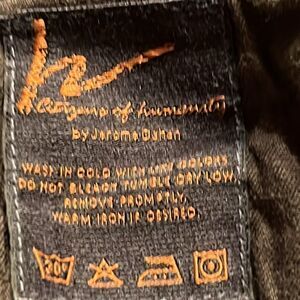 Citizens of humanity
by Jerome Dahan
WASH IN COLD WITH LIKE COLORS
DO NOT BLEACH TUMBLE DRY LOW,
REMOVE PROMPTLY,
WARM IRON IF DESIRED.
30°